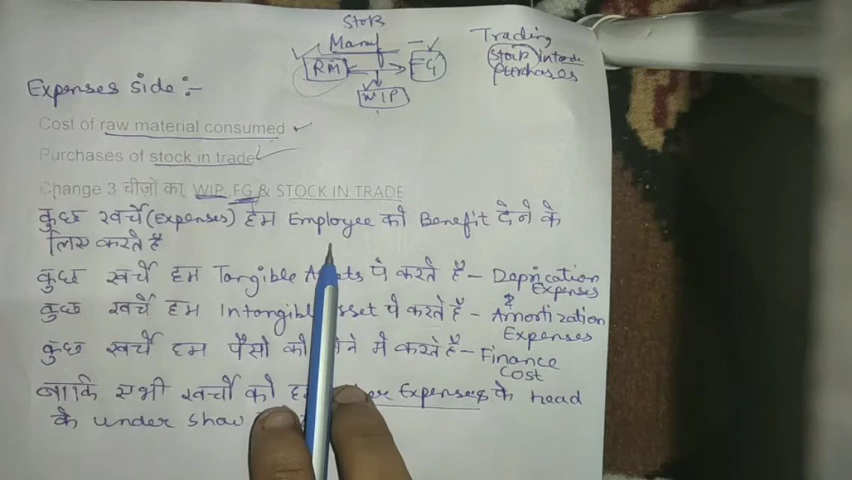 Stock
Manuf
RM
FG
WIP
Trading
Stock in trade
Purchases
Expenses side :-
Cost of raw material consumed
Purchases of stock in trade
Change 3 चीज़ों का WIP, FG & STOCK IN TRADE
कुछ खर्चे (Expenses) हम Employee को Benefit देने के
लिए करते है
कुछ खर्चे हम Tangible Assets पे करते है - Deprication
Expenses
&
कुछ खर्चे हम Intangible Asset पे करते है - Amortization
Expenses
कुछ खर्चे हम पैसो को में करते है - Finance
Cost
बाकि सभी खर्चो को Expenses के head
के under show